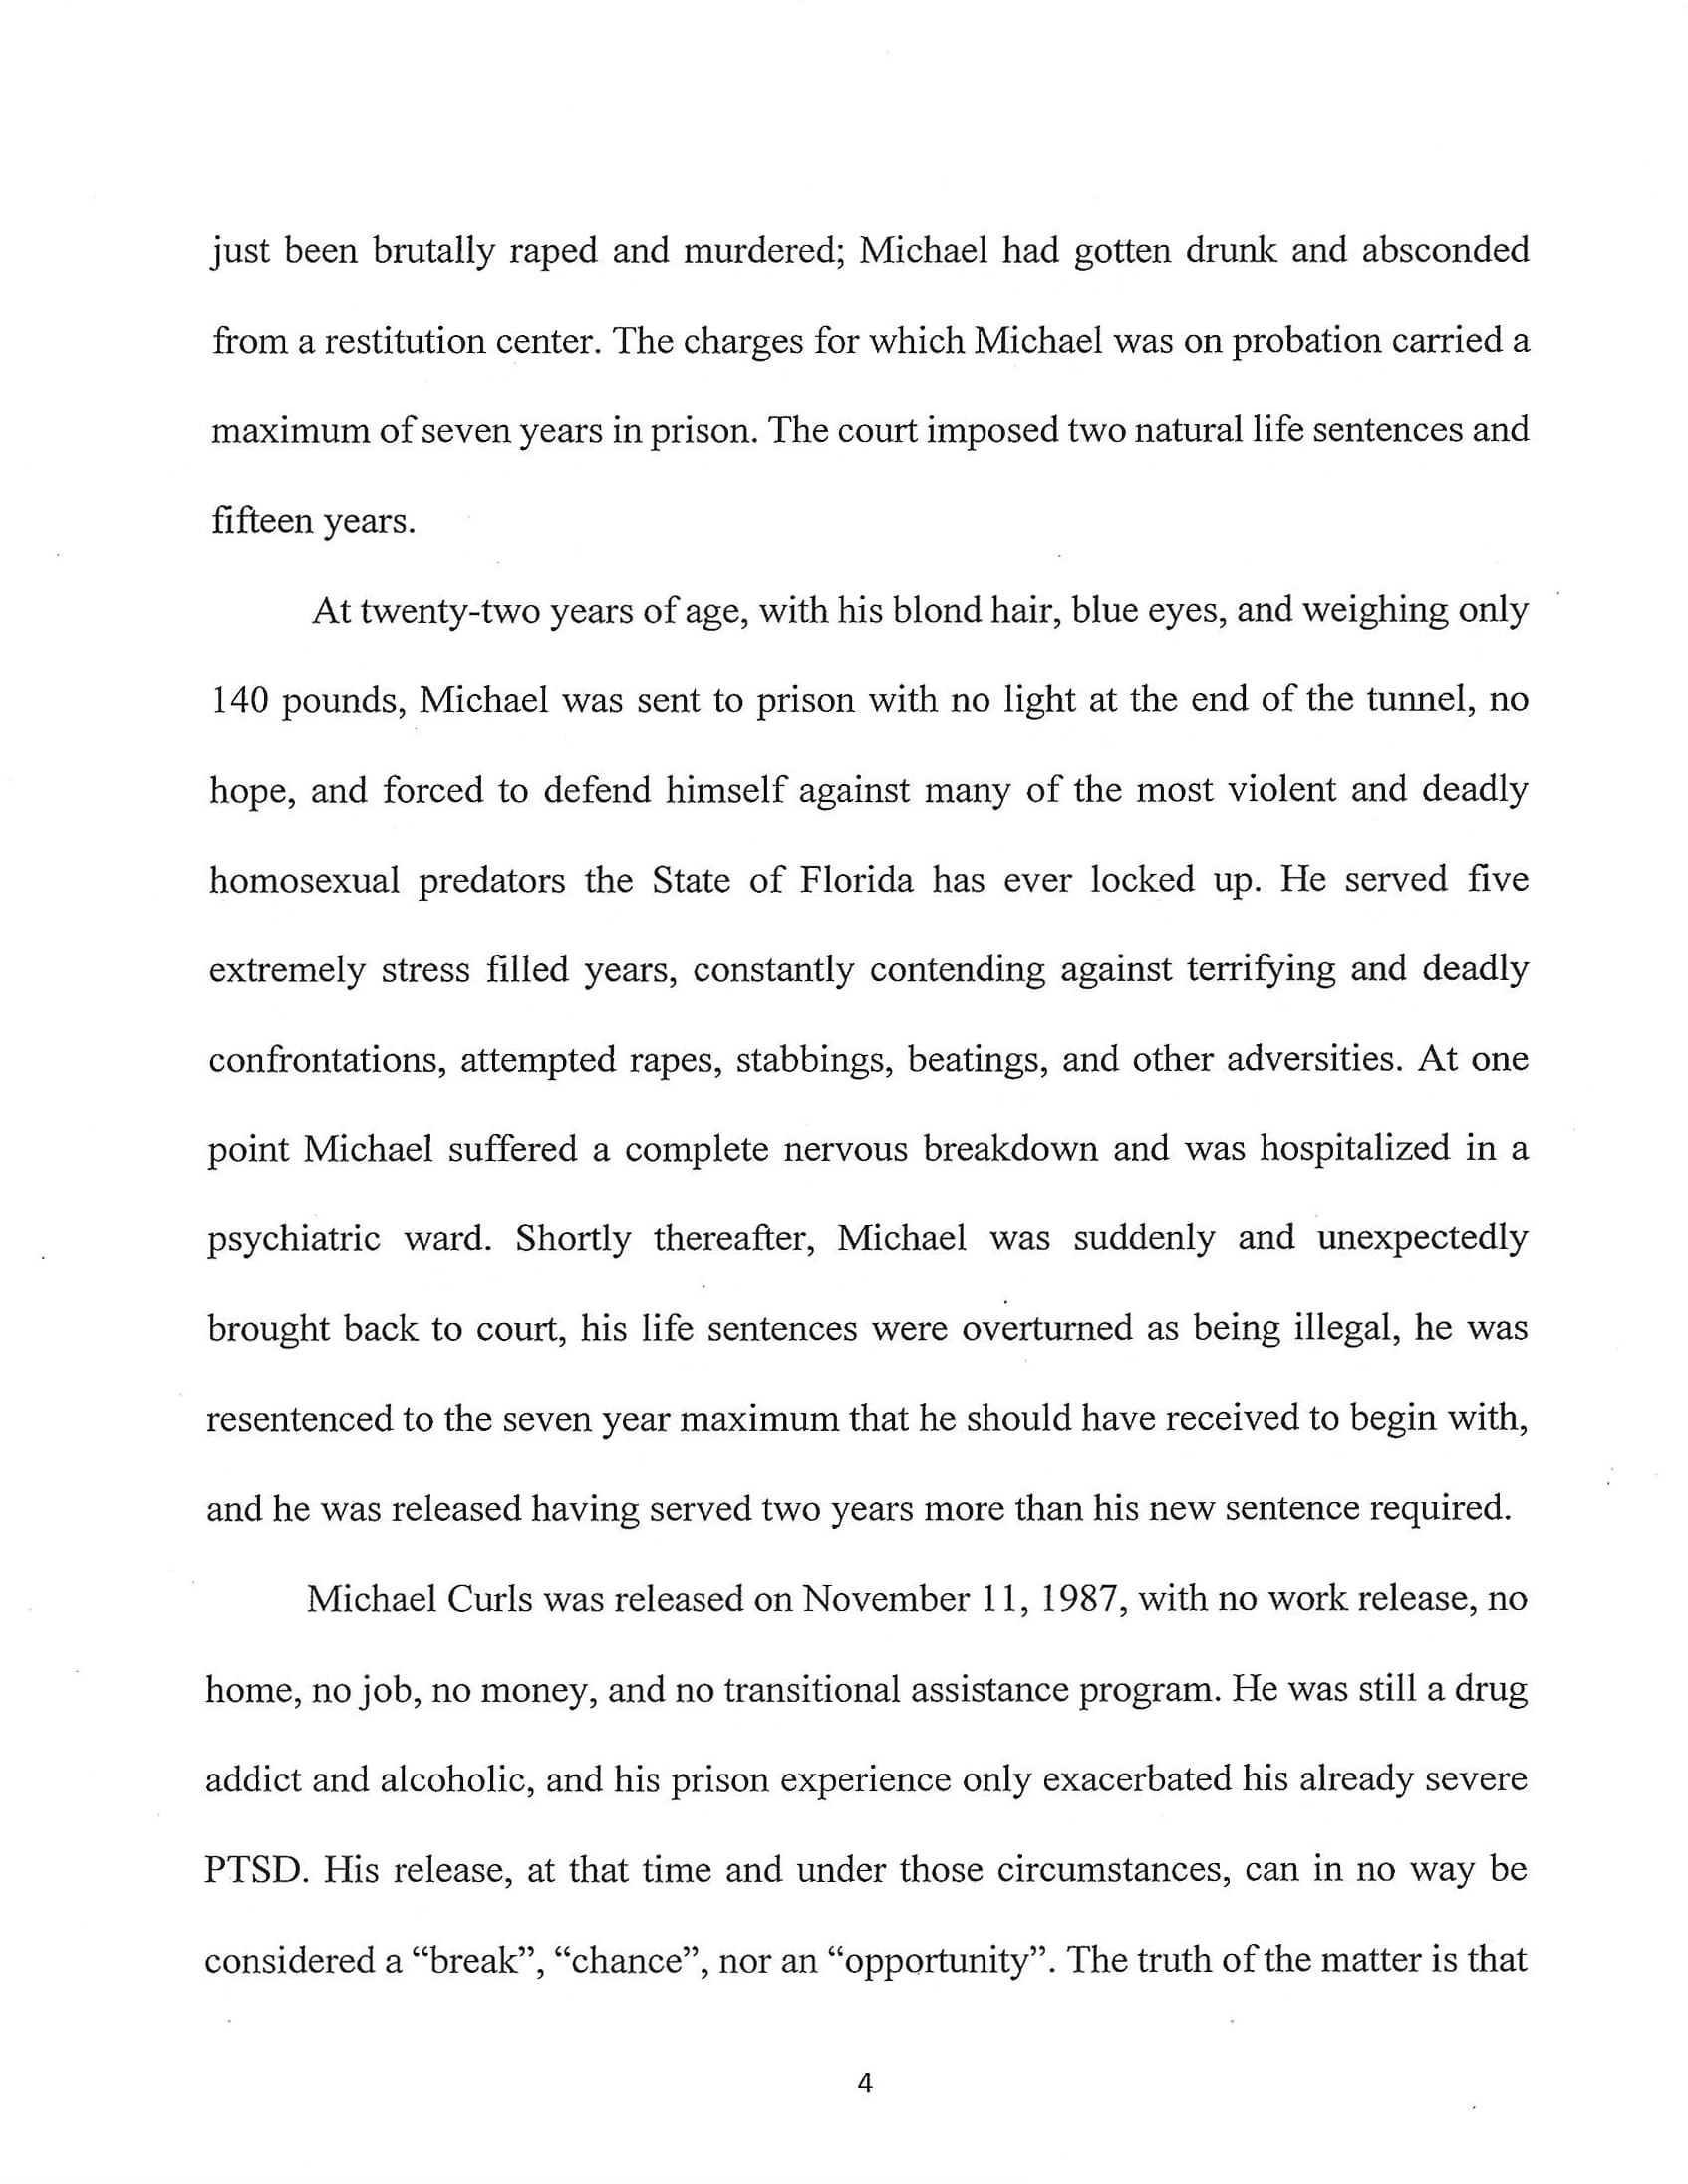 just been brutally raped and murdered; Michael had gotten drunk and absconded
from a restitution center. The charges for which Michael was on probation carried a
maximum of seven years in prison. The court imposed two natural life sentences and
fifteen years.
At twenty-two years of age, with his blond hair, blue eyes, and weighing only
140 pounds, Michael was sent to prison with no light at the end of the tunnel, no
hope, and forced to defend himself against many of the most violent and deadly
homosexual predators the State of Florida has ever locked up. He served five
extremely stress filled years, constantly contending against terrifying and deadly
confrontations, attempted rapes, stabbings, beatings, and other adversities. At one
point Michael suffered a complete nervous breakdown and was hospitalized in a
psychiatric ward. Shortly thereafter, Michael was suddenly and unexpectedly
brought back to court, his life sentences were overturned as being illegal, he was
resentenced to the seven year maximum that he should have received to begin with,
and he was released having served two years more than his new sentence required.
Michael Curls was released on November 11, 1987, with no work release, no
home, no job, no money, and no transitional assistance program. He was still a drug
addict and alcoholic, and his prison experience only exacerbated his already severe
PTSD. His release, at that time and under those circumstances, can in no way be
considered a “break”, “chance”, nor an “opportunity”. The truth of the matter is that
4